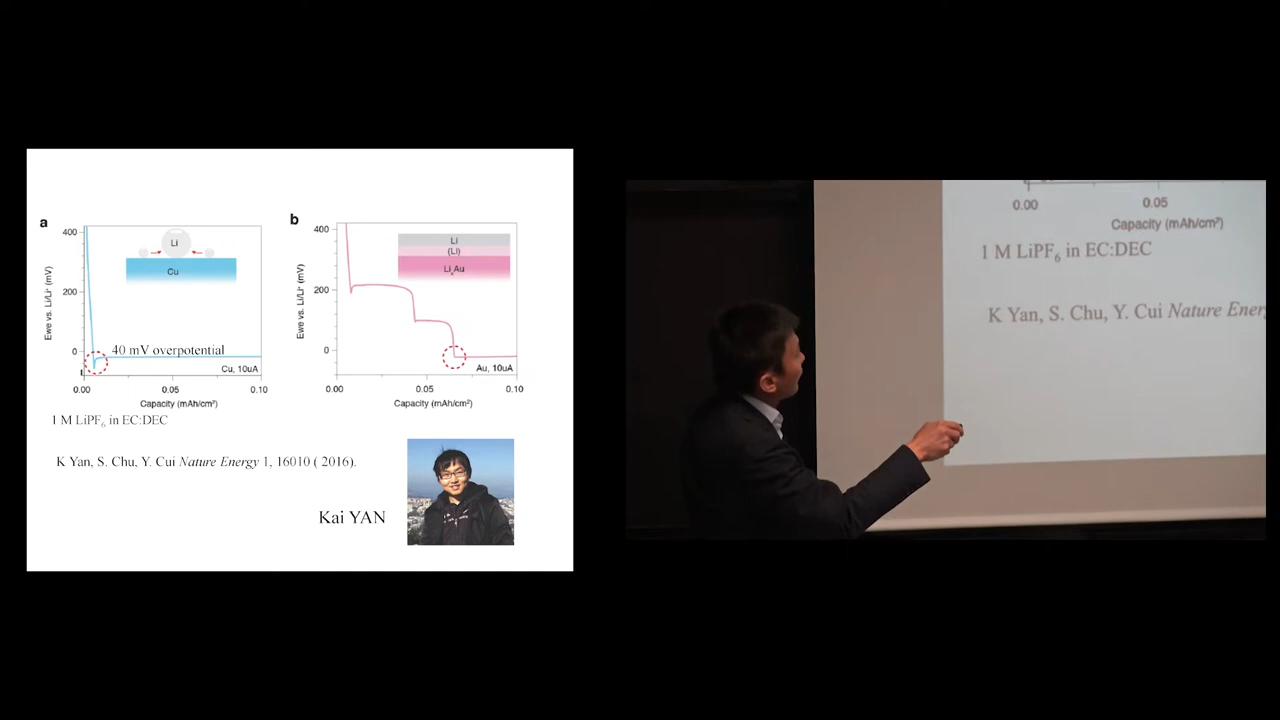 a
400
200
0
Ewe vs. Li/Li⁺ (mV)
Li
Cu
40 mV overpotential
Cu, 10uA
0.00
0.05
0.10
Capacity (mAh/cm²)
b
400
200
0
Ewe vs. Li/Li⁺ (mV)
Li
(Li)
LiₓAu
Au, 10uA
0.00
0.05
0.10
Capacity (mAh/cm²)
1 M LiPF₆ in EC:DEC
K Yan, S. Chu, Y. Cui Nature Energy 1, 16010 ( 2016).
Kai YAN
0.00
0.05
Capacity (mAh/cm²)
1 M LiPF₆ in EC:DEC
K Yan, S. Chu, Y. Cui Nature Ener